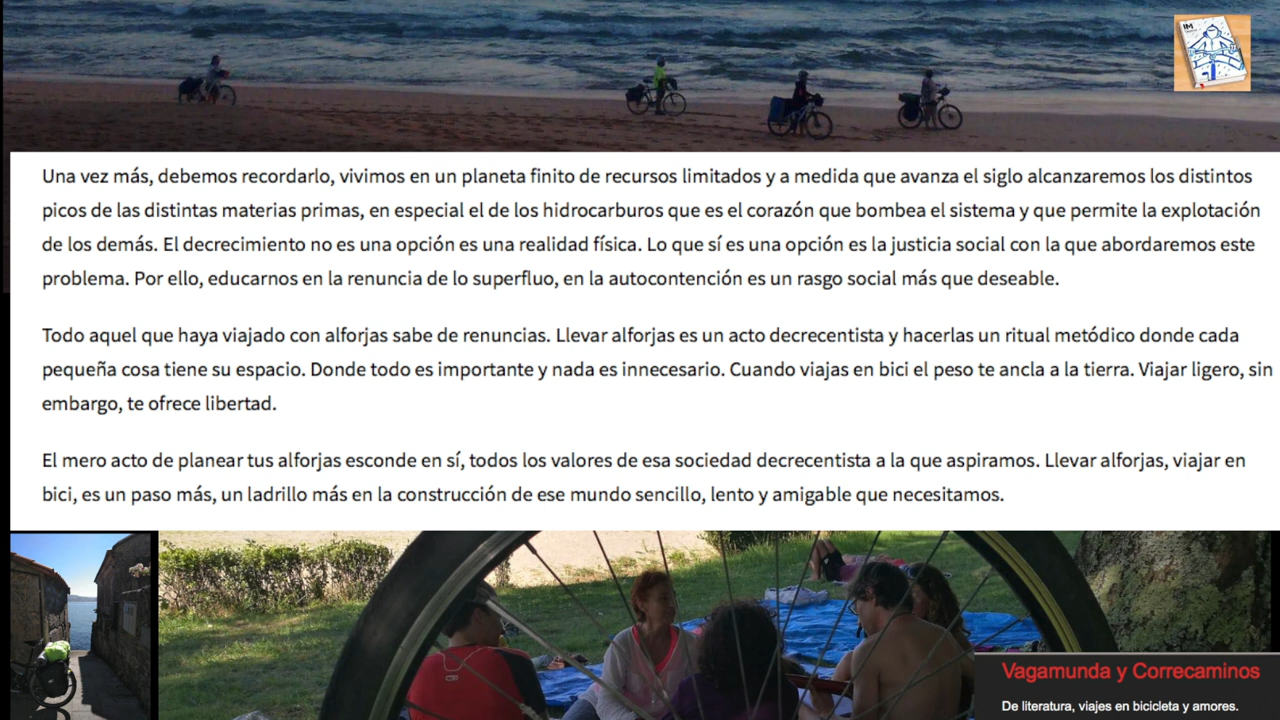 IM
Una vez más, debemos recordarlo, vivimos en un planeta finito de recursos limitados y a medida que avanza el siglo alcanzaremos los distintos
picos de las distintas materias primas, en especial el de los hidrocarburos que es el corazón que bombea el sistema y que permite la explotación
de los demás. El decrecimiento no es una opción es una realidad física. Lo que sí es una opción es la justicia social con la que abordaremos este
problema. Por ello, educarnos en la renuncia de lo superfluo, en la autocontención es un rasgo social más que deseable.
Todo aquel que haya viajado con alforjas sabe de renuncias. Llevar alforjas es un acto decrecentista y hacerlas un ritual metódico donde cada
pequeña cosa tiene su espacio. Donde todo es importante y nada es innecesario. Cuando viajas en bici el peso te ancla a la tierra. Viajar ligero, sin
embargo, te ofrece libertad.
El mero acto de planear tus alforjas esconde en sí, todos los valores de esa sociedad decrecentista a la que aspiramos. Llevar alforjas, viajar en
bici, es un paso más, un ladrillo más en la construcción de ese mundo sencillo, lento y amigable que necesitamos.
Vagamunda y Correcaminos
De literatura, viajes en bicicleta y amores.